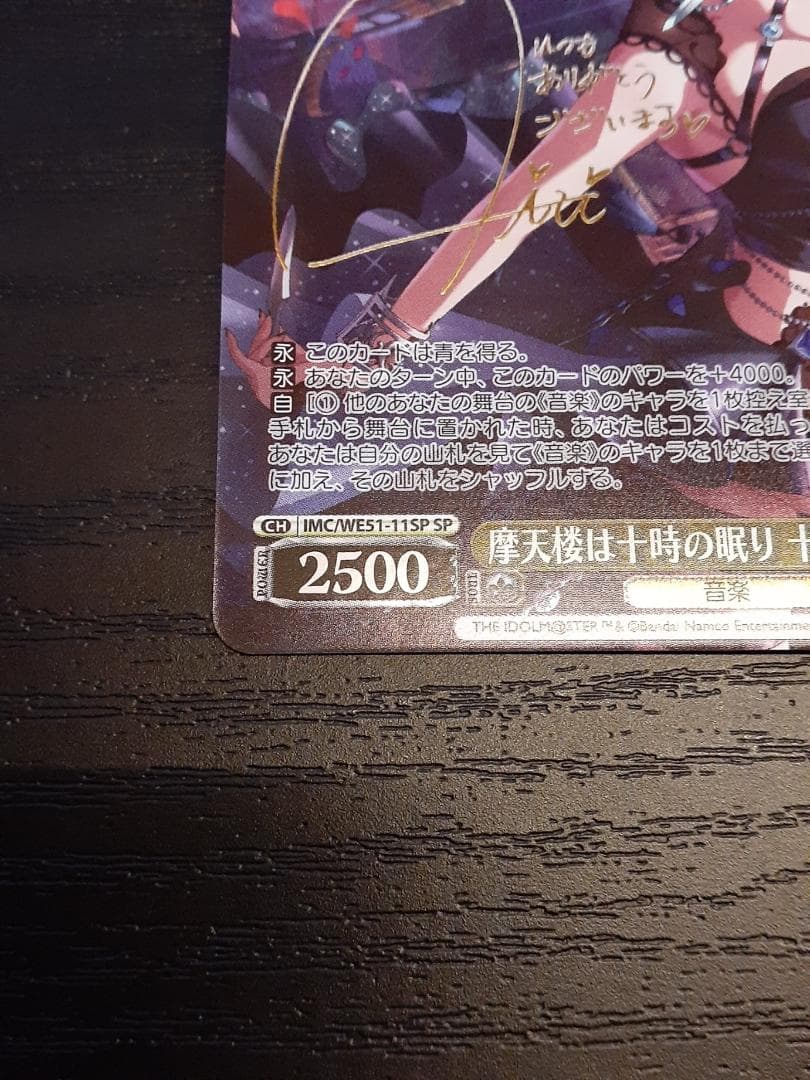 いつも
ありがとう
ございます
永 このカードは青を得る。
永 あなたのターン中、このカードのパワーを＋4000。
自 [① 他のあなたの舞台の《音楽》のキャラを1枚控え室
手札から舞台に置かれた時、あなたはコストを払っ
あなたは自分の山札を見て《音楽》のキャラを1枚まで選
に加え、その山札をシャッフルする。
CH IMC/WE51-11SP SP
摩天楼は十時の眠り 十
POWER 2500 SOUL
音楽
THE IDOLM@STER™& ©Bandai Namco Entertainme